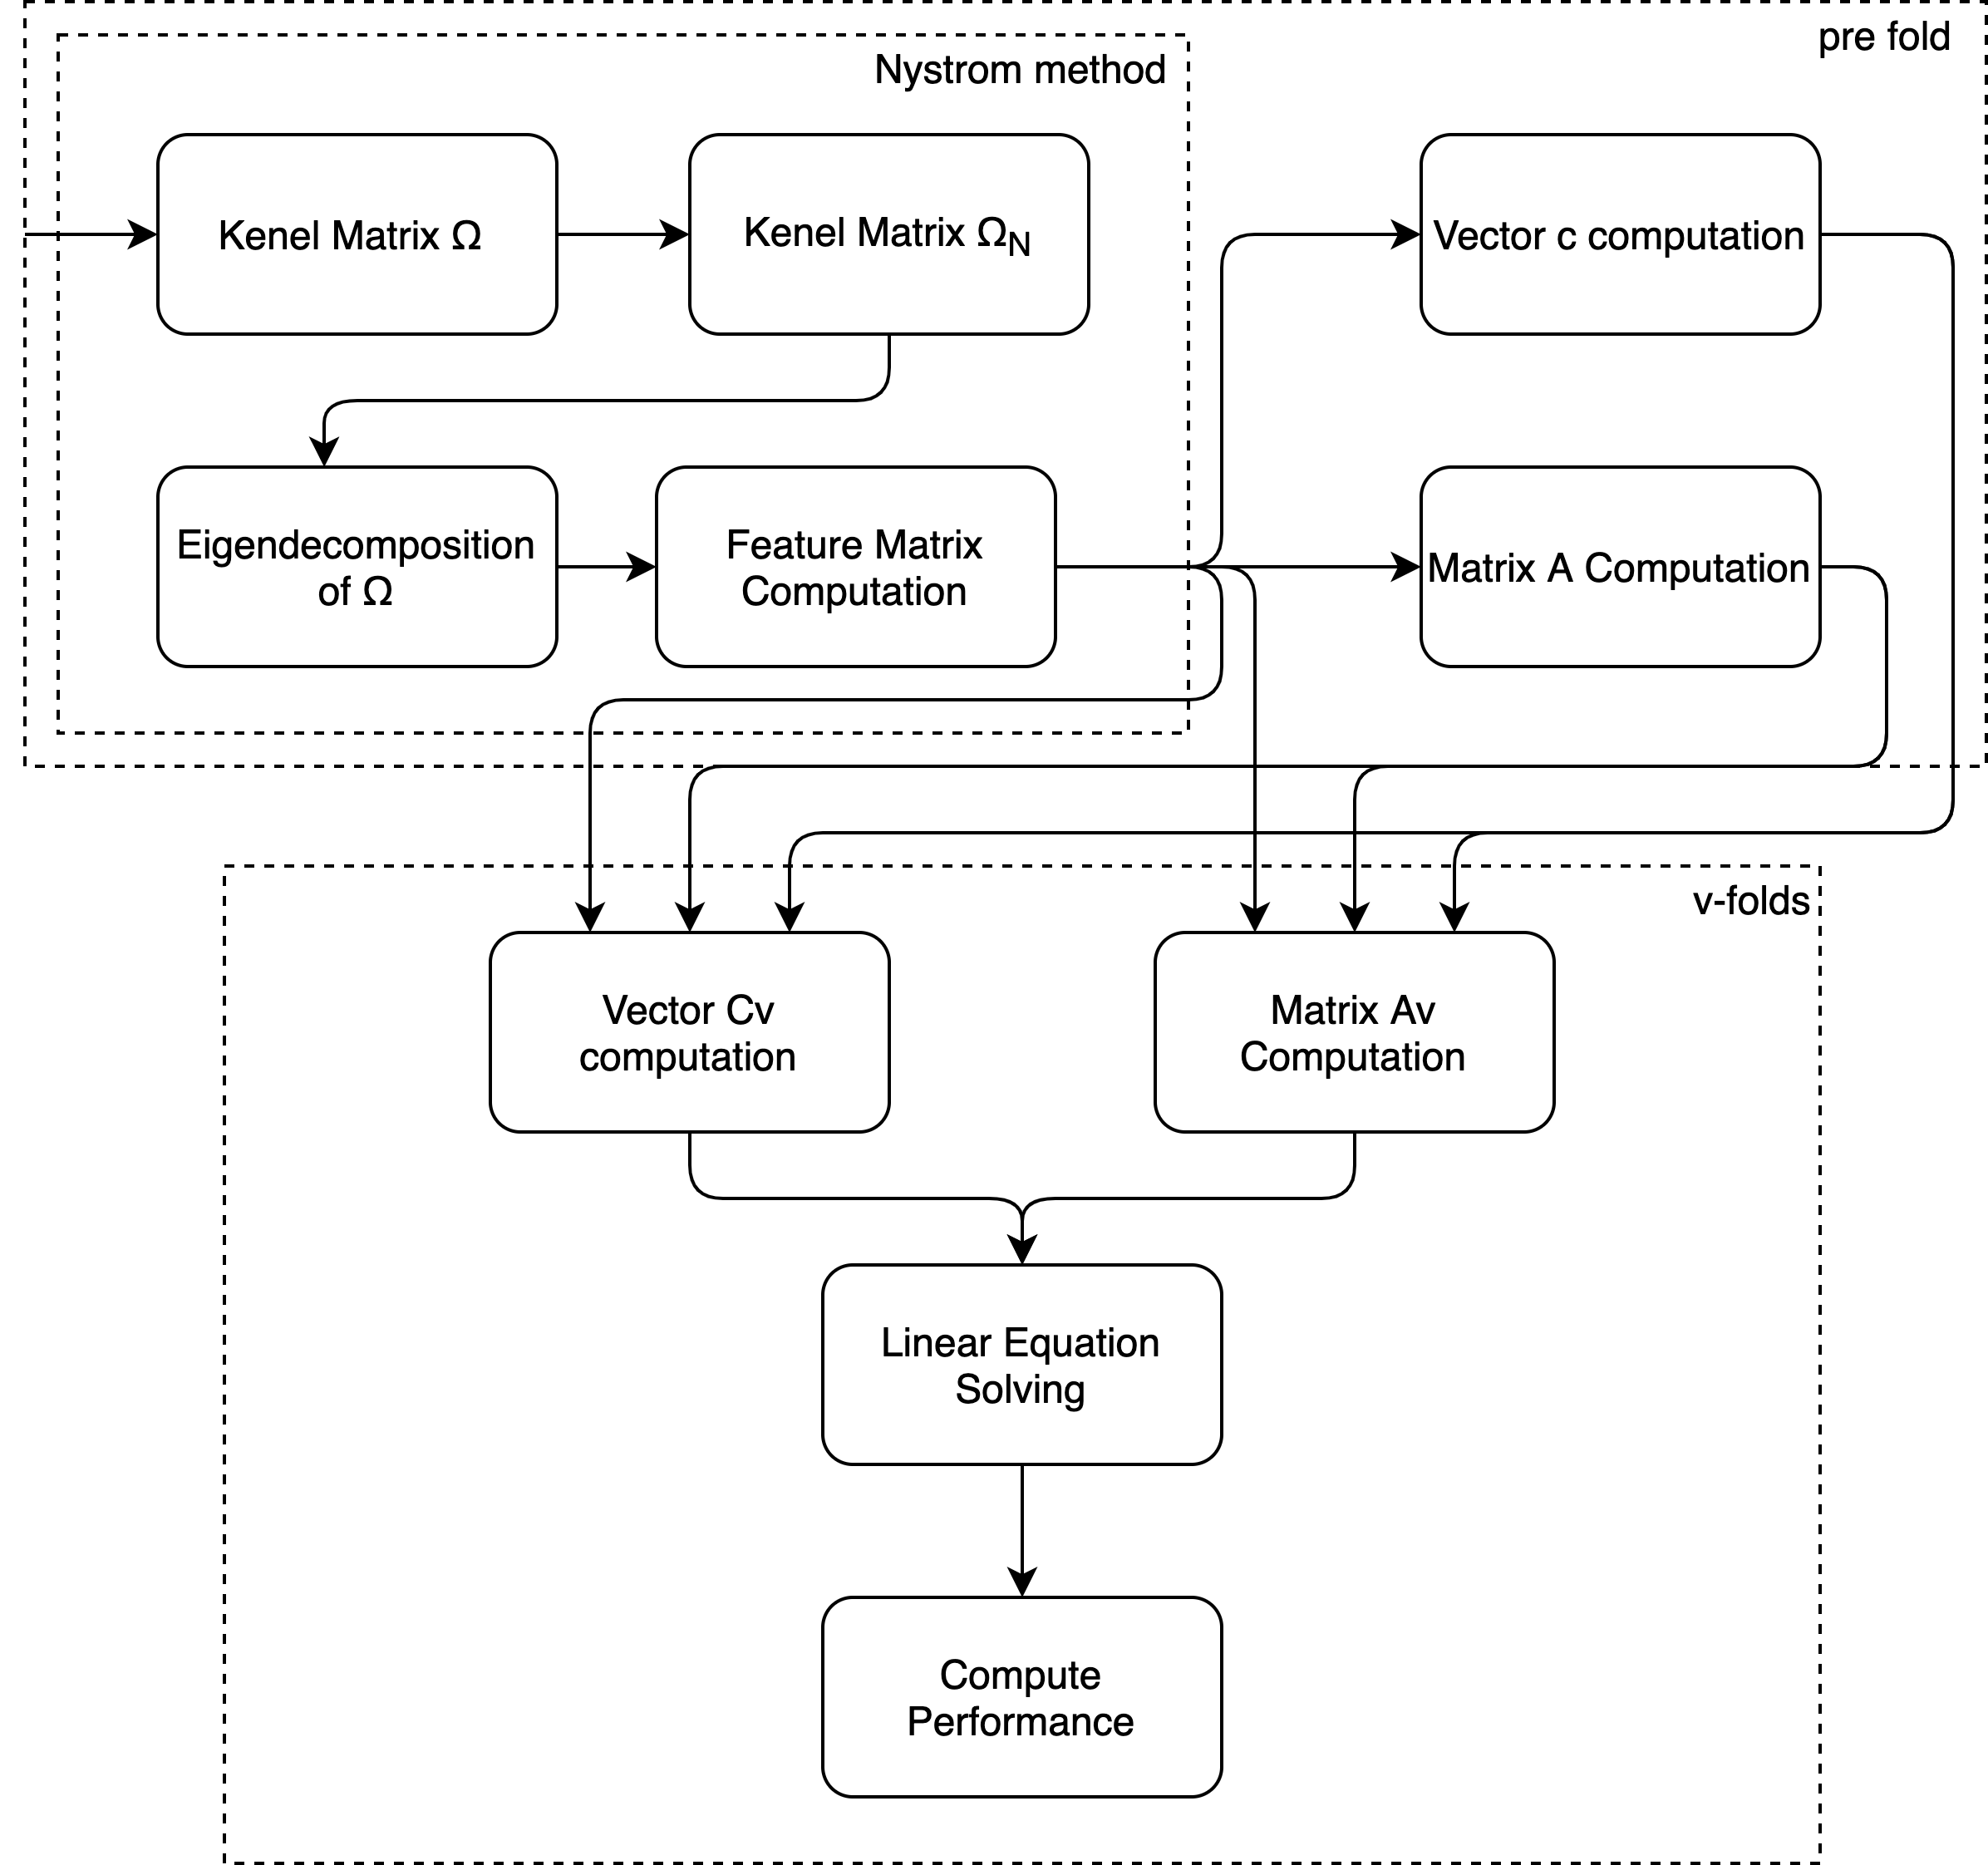 pre fold
Nystrom method
Kenel Matrix Ω
Kenel Matrix Ω_N
Vector c computation
Eigendecomposition
of Ω
Feature Matrix
Computation
Matrix A Computation
v-folds
Vector Cv
computation
Matrix Av
Computation
Linear Equation
Solving
Compute
Performance